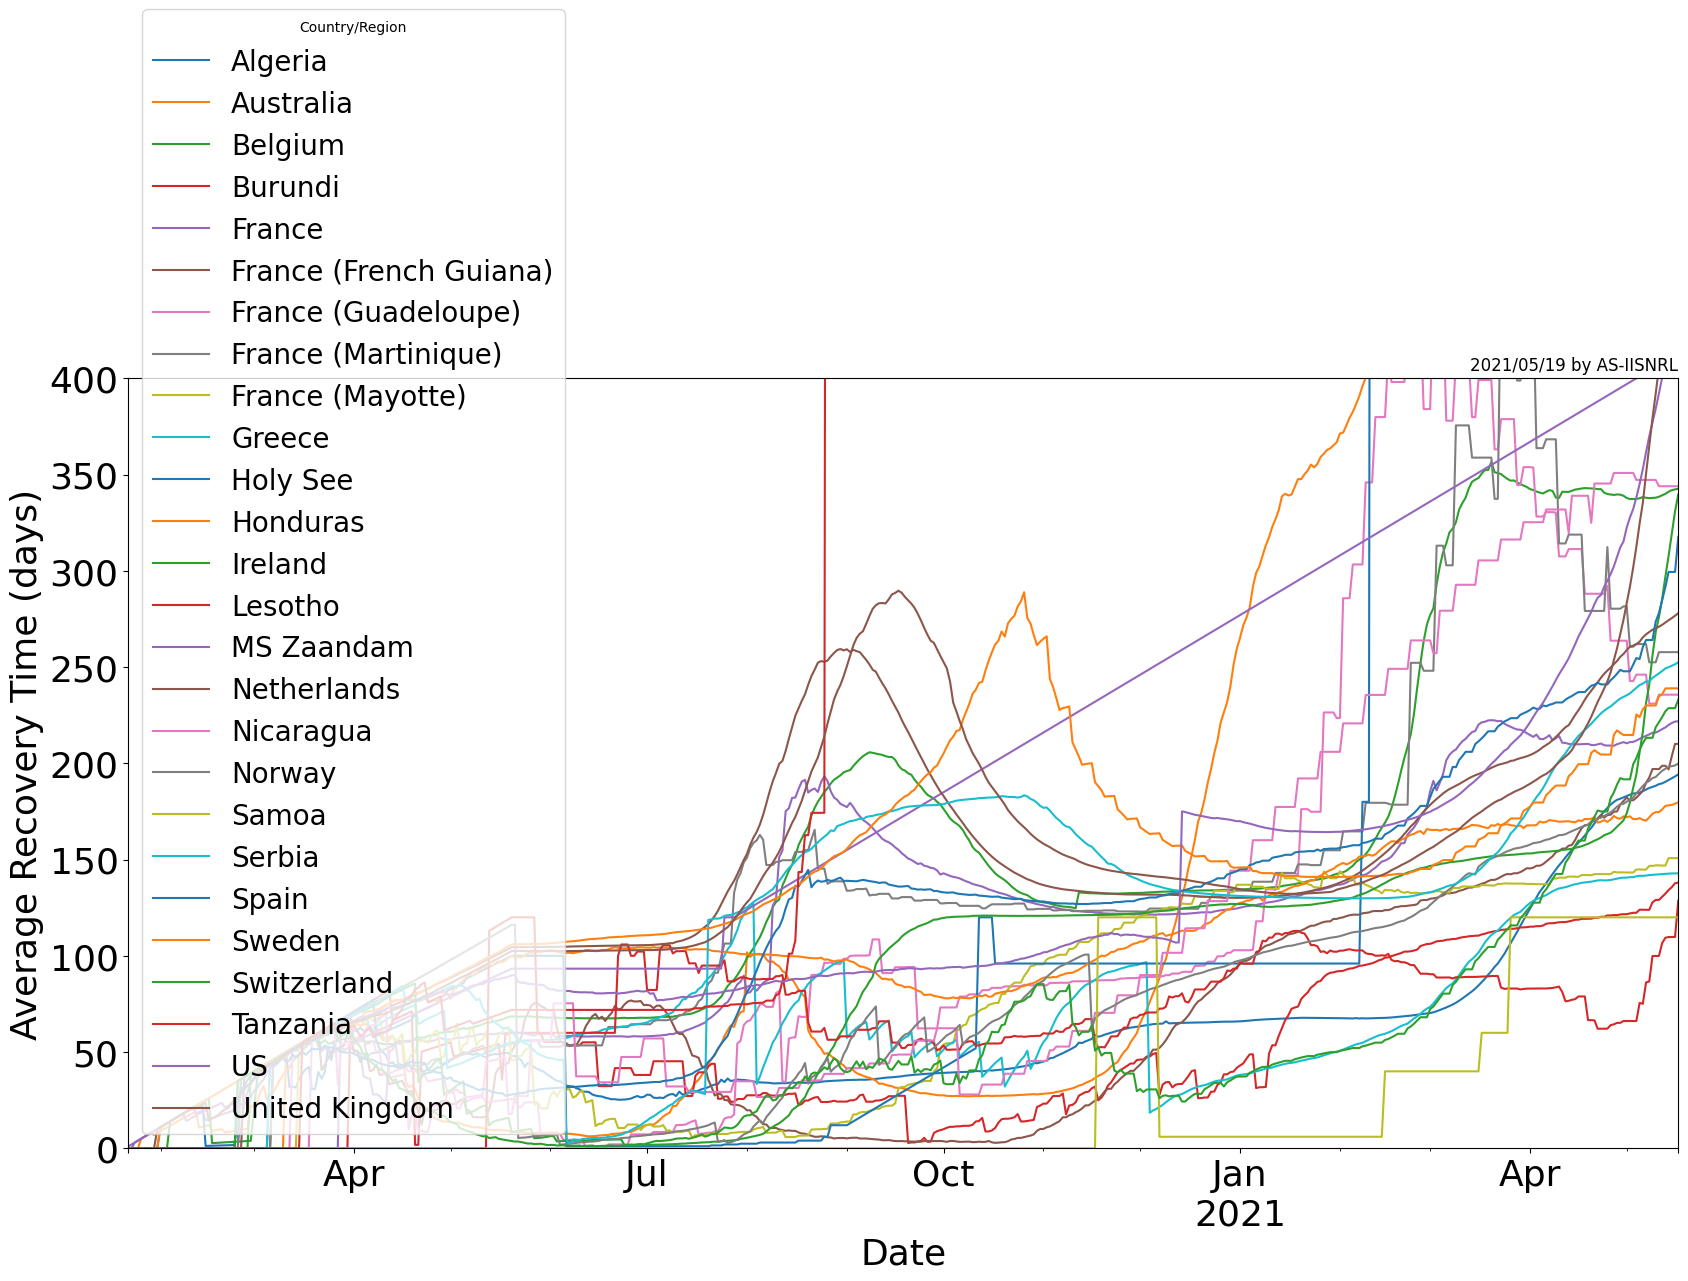 Country/Region
Algeria
Australia
Belgium
Burundi
France
France (French Guiana)
France (Guadeloupe)
France (Martinique)
France (Mayotte)
Greece
Holy See
Honduras
Ireland
Lesotho
MS Zaandam
Netherlands
Nicaragua
Norway
Samoa
Serbia
Spain
Sweden
Switzerland
Tanzania
US
United Kingdom
2021/05/19 by AS-IISNRL
Average Recovery Time (days)
400
350
300
250
200
150
100
50
0
Apr
Jul
Oct
Jan
2021
Apr
Date